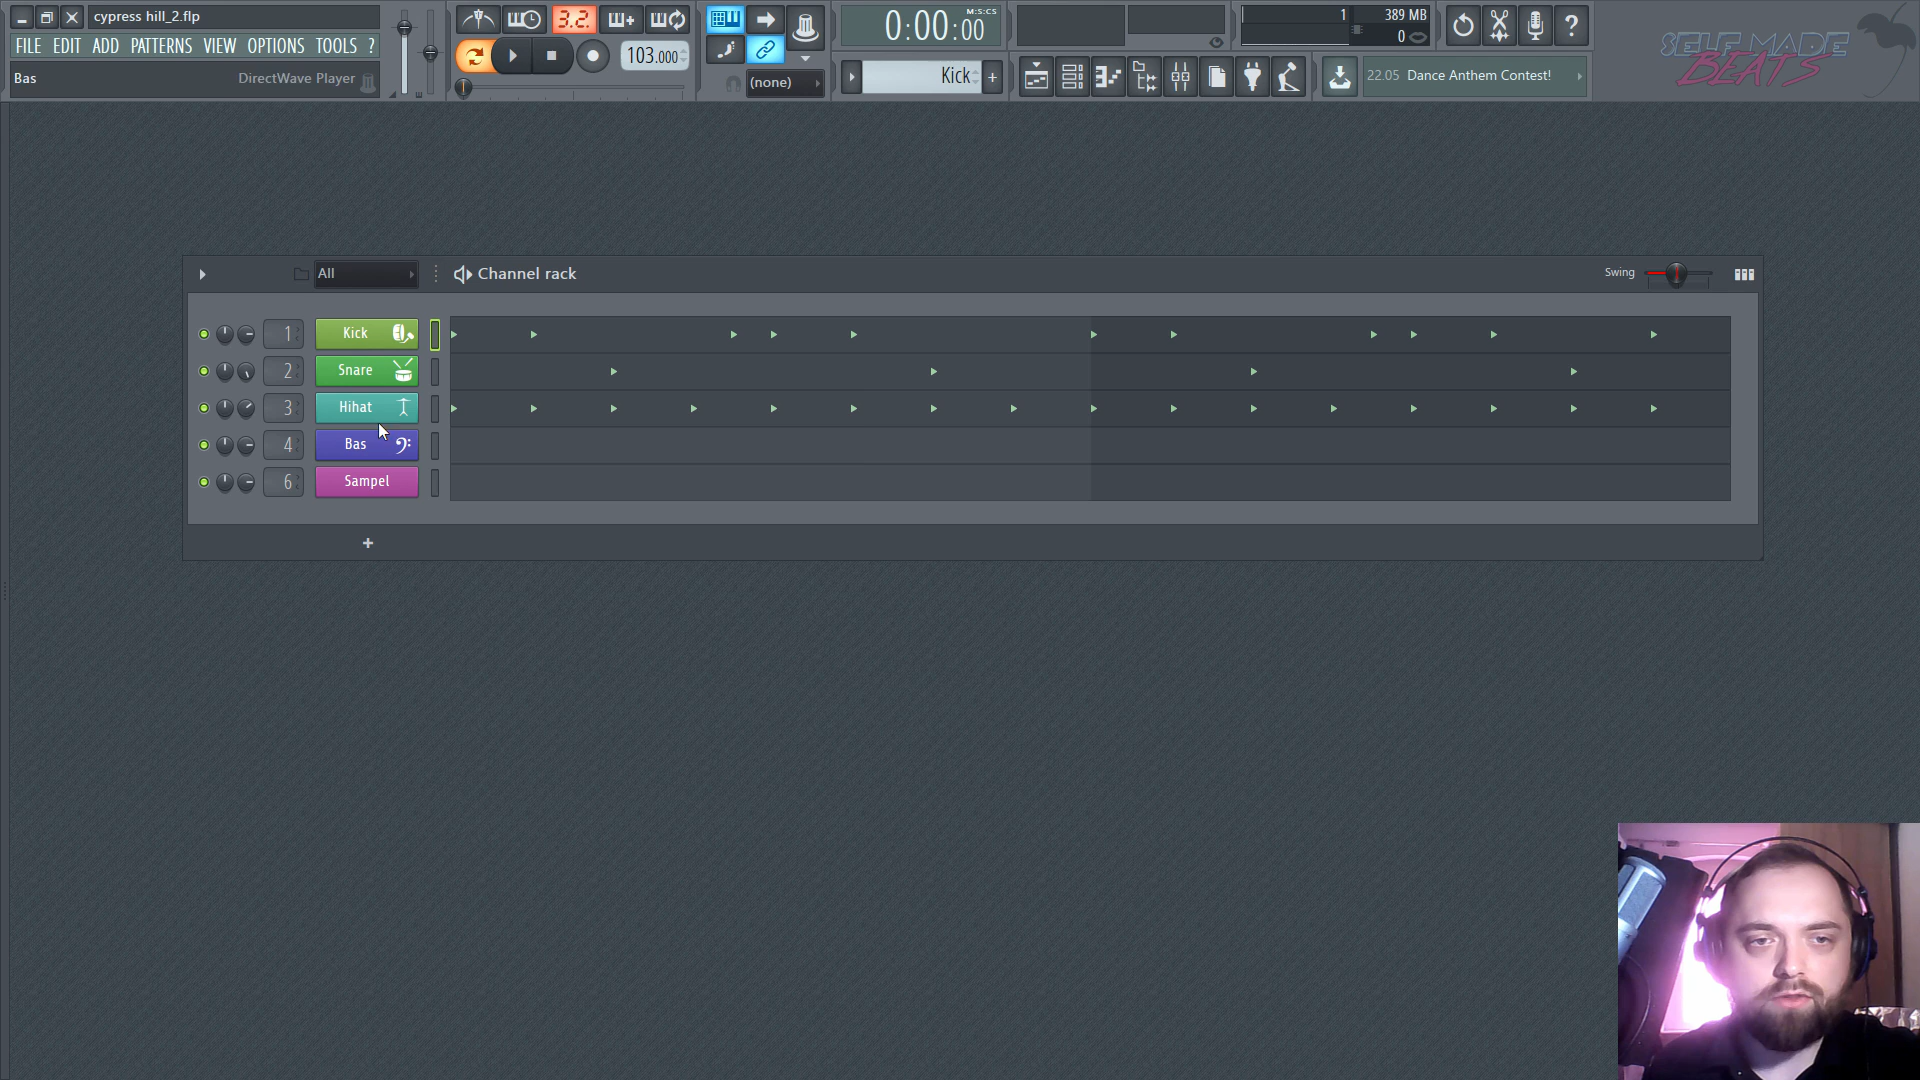 cypress hill_2.flp
FILE EDIT ADD PATTERNS VIEW OPTIONS TOOLS ?
Bas DirectWave Player
3.2.
103.000
(none)
0:00:00 M:S:CS
Kick +
1 389 MB
0
?
22.05 Dance Anthem Contest!
SELF MADE
BEATS
All Channel rack Swing
1 Kick
2 Snare
3 Hihat
4 Bas
6 Sampel
+